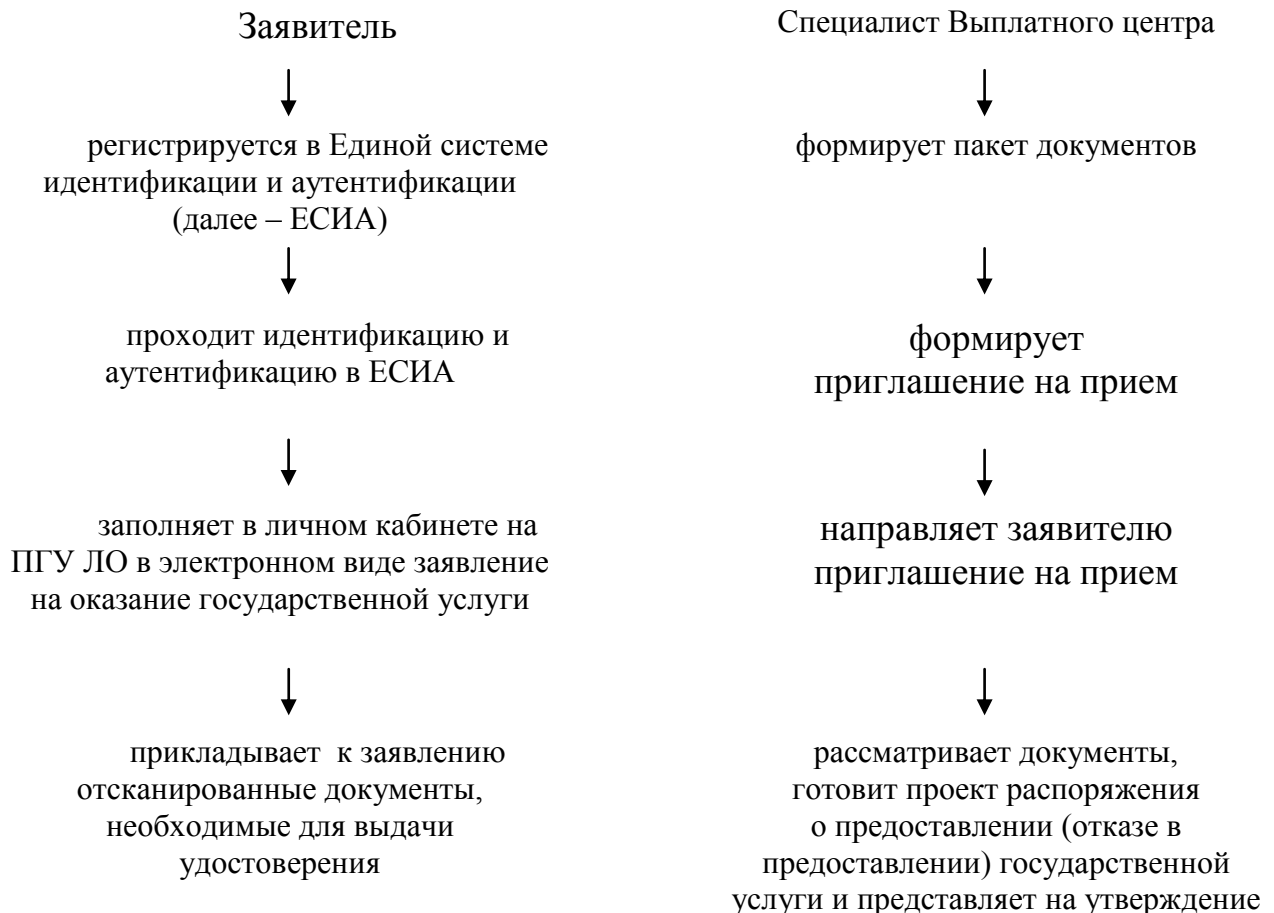 Заявитель
регистрируется в Единой системе
идентификации и аутентификации
(далее – ЕСИА)
проходит идентификацию и
аутентификацию в ЕСИА
заполняет в личном кабинете на
ПГУ ЛО в электронном виде заявление
на оказание государственной услуги
прикладывает к заявлению
отсканированные документы,
необходимые для выдачи
удостоверения
Специалист Выплатного центра
формирует пакет документов
формирует
приглашение на прием
направляет заявителю
приглашение на прием
рассматривает документы,
готовит проект распоряжения
о предоставлении (отказе в
предоставлении) государственной
услуги и представляет на утверждение